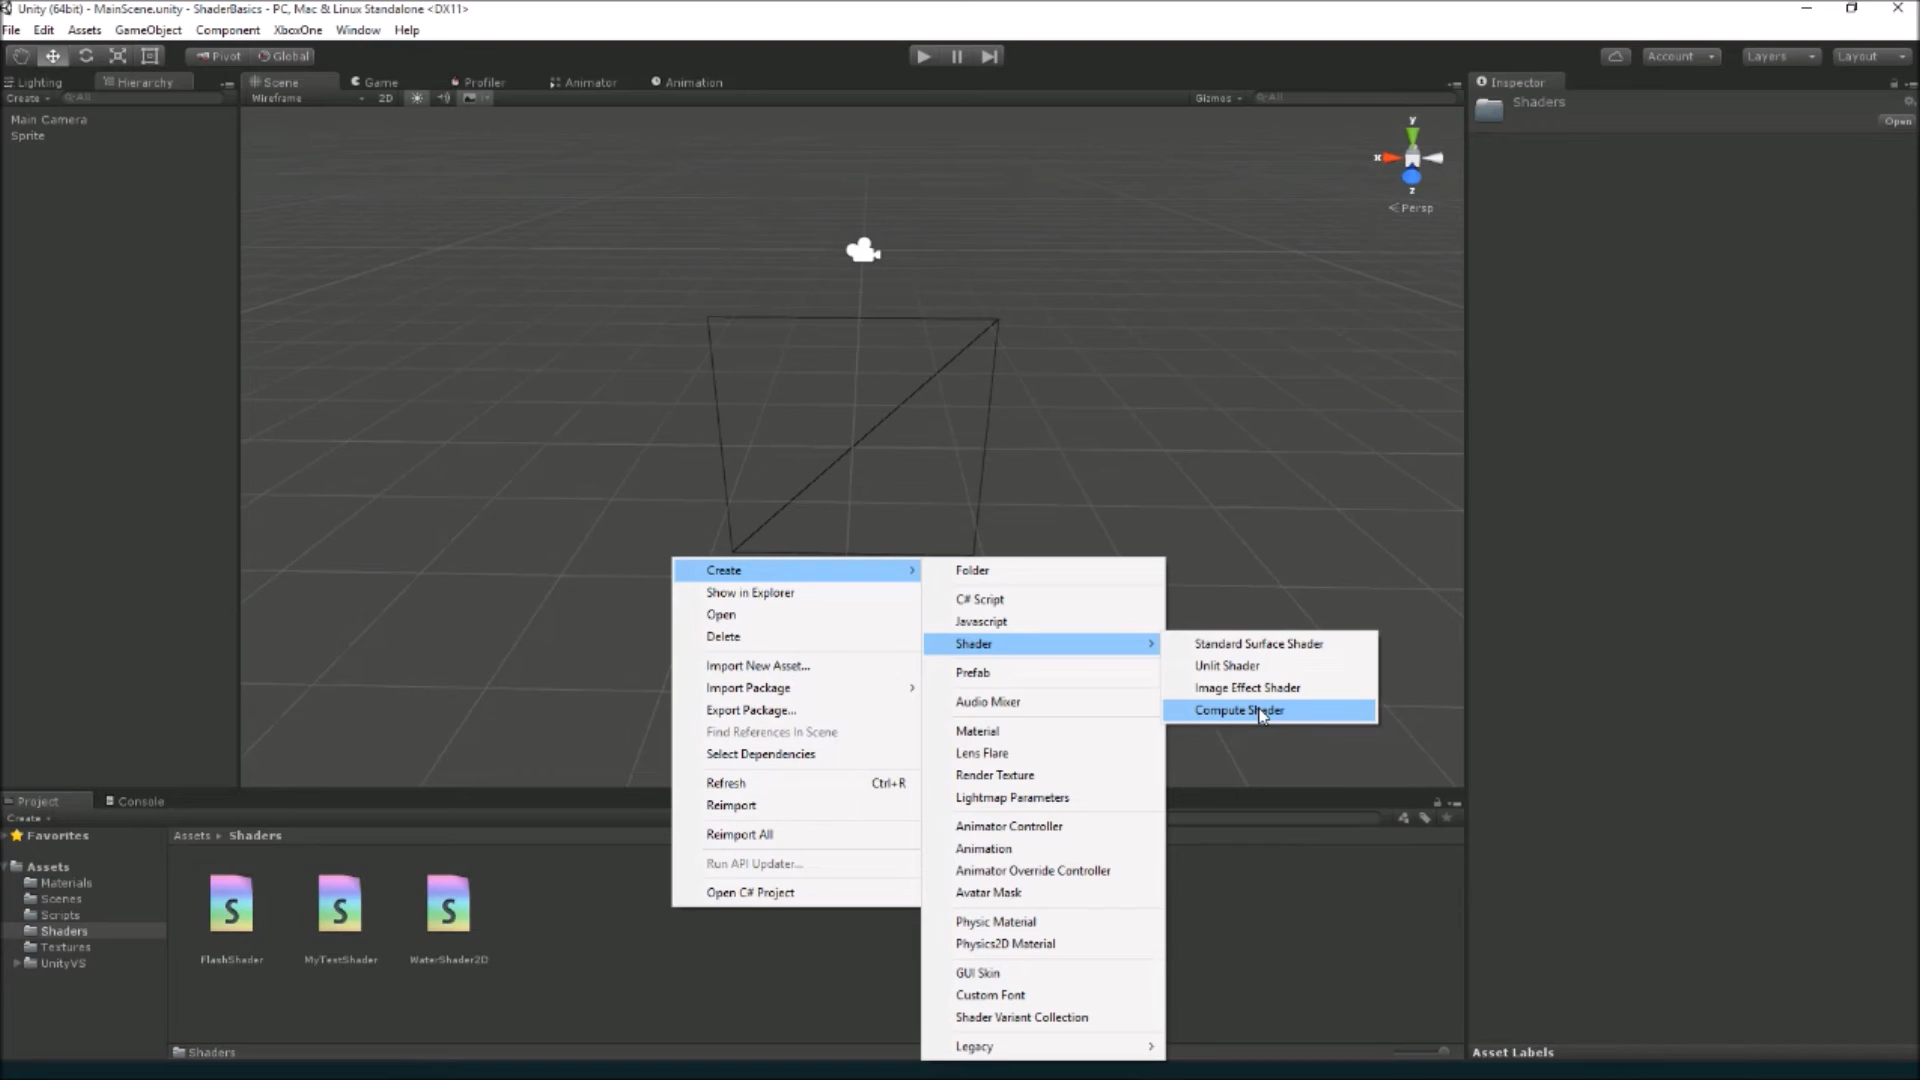 Unity (64bit) - MainScene.unity - ShaderBasics - PC, Mac & Linux Standalone <DX11>
File Edit Assets GameObject Component XboxOne Window Help
Pivot Global Account Layers Layout
Lighting Hierarchy Scene Game Profiler Animator Animation Inspector
Create All Wireframe 2D Gizmos All Shaders
Open
Main Camera
Sprite
y
x
z
Persp
Create
Show in Explorer
Open
Delete
Import New Asset...
Import Package
Export Package...
Find References In Scene
Select Dependencies
Refresh Ctrl+R
Reimport
Reimport All
Run API Updater...
Open C# Project
Folder
C# Script
Javascript
Shader
Prefab
Audio Mixer
Material
Lens Flare
Render Texture
Lightmap Parameters
Animator Controller
Animation
Animator Override Controller
Avatar Mask
Physic Material
Physics2D Material
GUI Skin
Custom Font
Shader Variant Collection
Legacy
Standard Surface Shader
Unlit Shader
Image Effect Shader
Compute Shader
Project Console
Create
Favorites
Assets
Materials
Scenes
Scripts
Shaders
Textures
UnityVS
Assets Shaders
S S S
FlashShader MyTestShader WaterShader2D
Shaders
Asset Labels